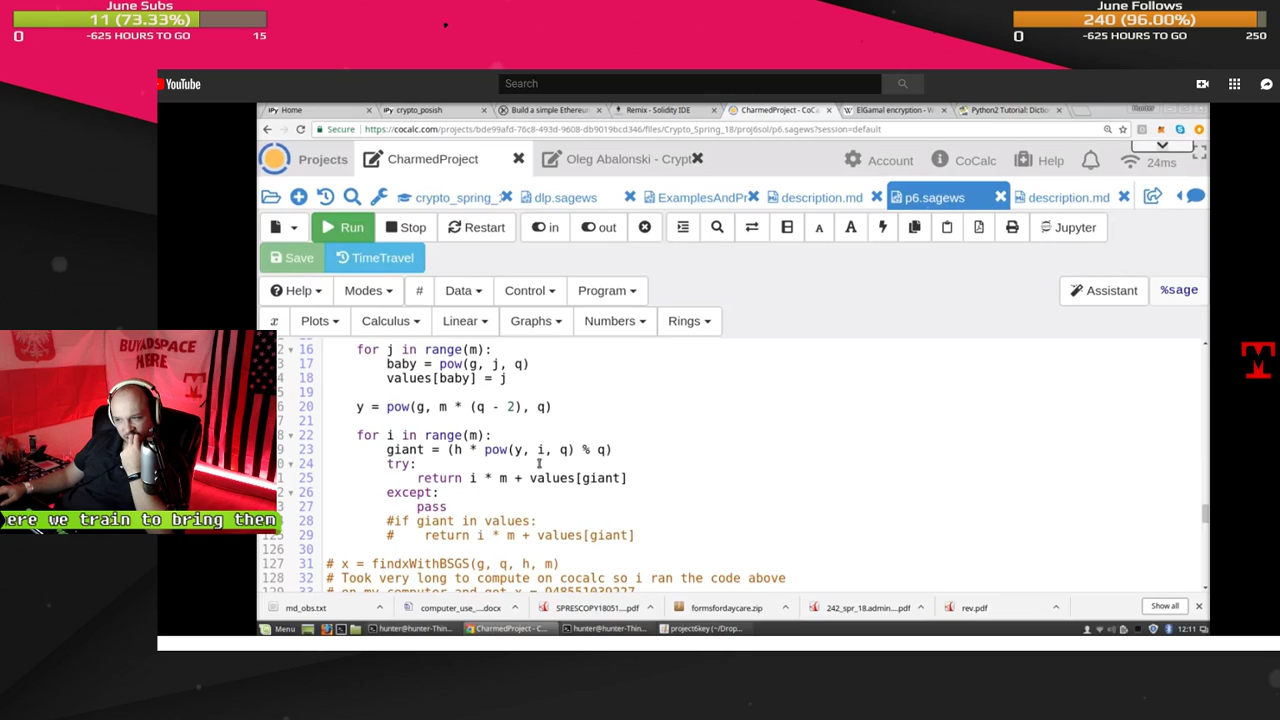 June Subs
11 (73.33%)
0
-625 HOURS TO GO
15
June Follows
240 (96.00%)
0
-625 HOURS TO GO
250
YouTube
Search
Home
crypto_posish
Build a simple Ethereu
Remix - Solidity IDE
CharmedProject - CoCa
ElGamal encryption - W
Python2 Tutorial: Dictio
Hunter
Secure
https://cocalc.com/projects/bde99afd-76c8-493d-9608-db9019bcd346/files/Crypto_Spring_18/proj6sol/p6.sagews?session=default
Projects
CharmedProject
Oleg Abalonski - Crypt
Account
CoCalc
Help
24ms
crypto_spring_
dlp.sagews
ExamplesAndPr
description.md
p6.sagews
description.md
Run
Stop
Restart
in
out
A
A
Jupyter
Save
TimeTravel
Help
Modes
#
Data
Control
Program
Assistant
%sage
x
Plots
Calculus
Linear
Graphs
Numbers
Rings
16 for j in range(m):
17 baby = pow(g, j, q)
18 values[baby] = j
19
20 y = pow(g, m * (q - 2), q)
21
22 for i in range(m):
23 giant = (h * pow(y, i, q) % q)
24 try:
25 return i * m + values[giant]
26 except:
27 pass
28 #if giant in values:
125 29 # return i * m + values[giant]
126 30
127 31 # x = findxWithBSGS(g, q, h, m)
128 32 # Took very long to compute on cocalc so i ran the code above
33 # on my computer and got x = 948551039227
md_obs.txt
computer_use_....docx
SPRESCOPY18051....pdf
formsfordaycare.zip
242_spr_18.admin....pdf
rev.pdf
Show all
Menu
hunter@hunter-Thin...
CharmedProject - C...
hunter@hunter-Thin...
project6key (~/Drop...
12:11
BUY ADSPACE
HERE
ere we train to bring them